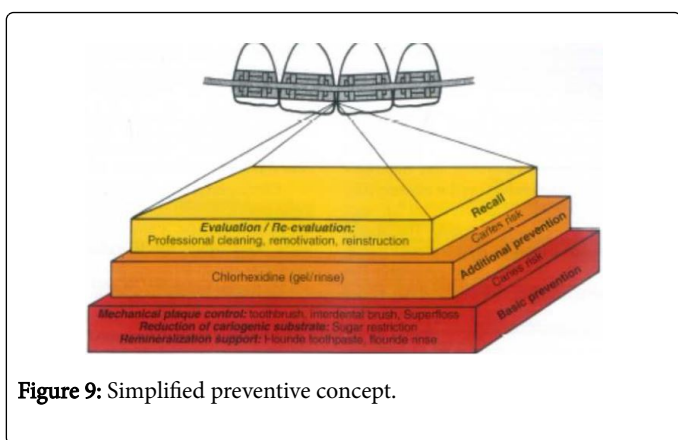 Evaluation / Re-evaluation:
Professional cleaning, remotivation, reinstruction
Recall
Caries risk
Chlorhexidine (gel/rinse)
Additional prevention
Caries risk
Mechanical plaque control: toothbrush, interdental brush, Superfloss
Reduction of cariogenic substrate: Sugar restriction
Remineralization support: Flouride toothpaste, flouride rinse
Basic prevention
Figure 9: Simplified preventive concept.